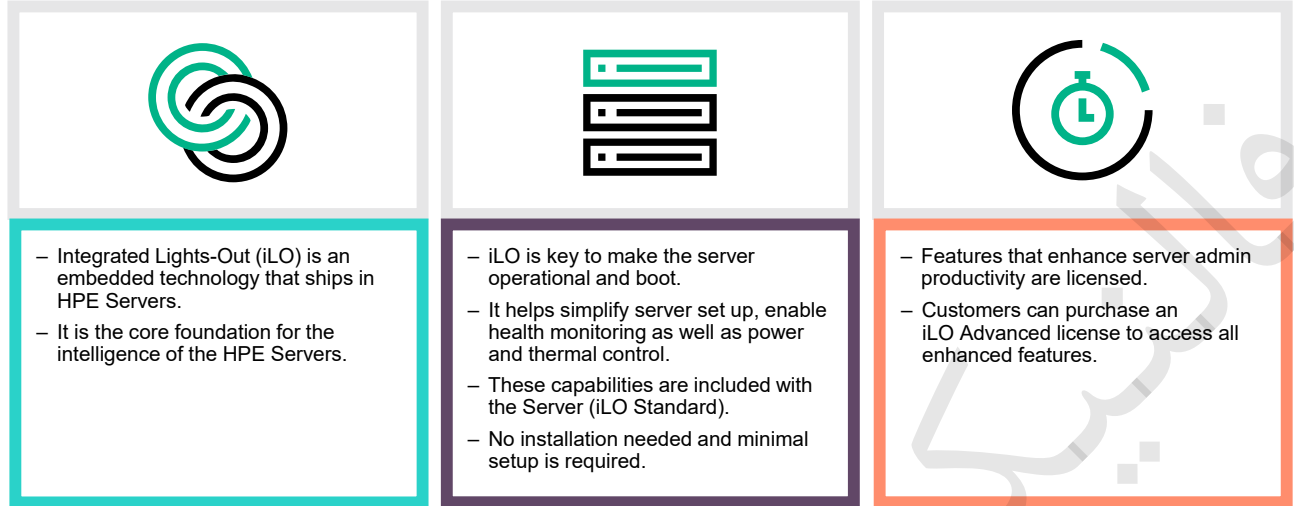 – Integrated Lights-Out (iLO) is an
embedded technology that ships in
HPE Servers.
– It is the core foundation for the
intelligence of the HPE Servers.
– iLO is key to make the server
operational and boot.
– It helps simplify server set up, enable
health monitoring as well as power
and thermal control.
– These capabilities are included with
the Server (iLO Standard).
– No installation needed and minimal
setup is required.
– Features that enhance server admin
productivity are licensed.
– Customers can purchase an
iLO Advanced license to access all
enhanced features.